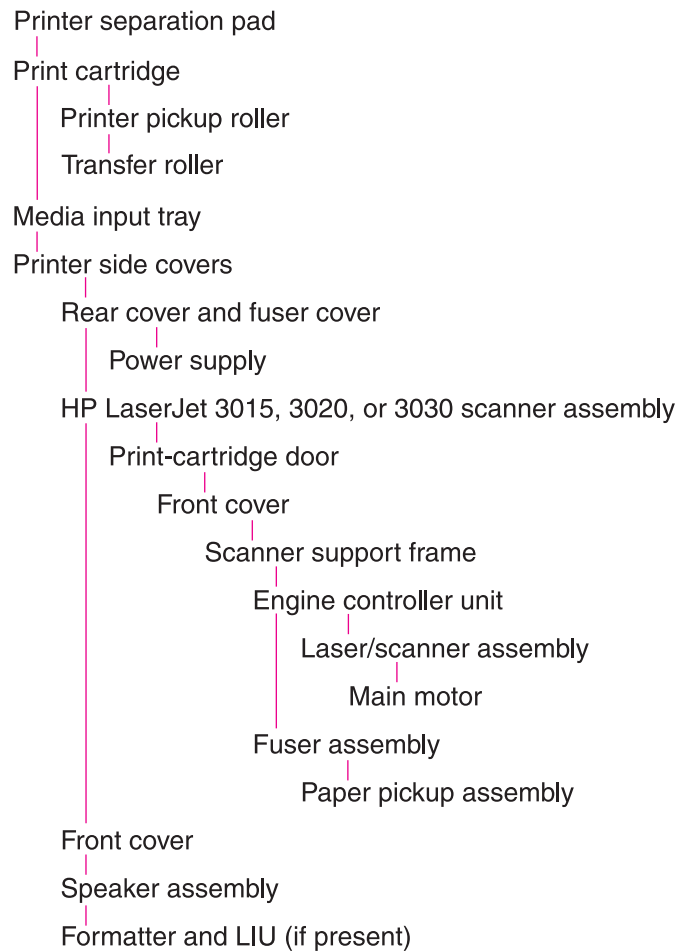 Printer separation pad
Print cartridge
Printer pickup roller
Transfer roller
Media input tray
Printer side covers
Rear cover and fuser cover
Power supply
HP LaserJet 3015, 3020, or 3030 scanner assembly
Print-cartridge door
Front cover
Scanner support frame
Engine controller unit
Laser/scanner assembly
Main motor
Fuser assembly
Paper pickup assembly
Front cover
Speaker assembly
Formatter and LIU (if present)